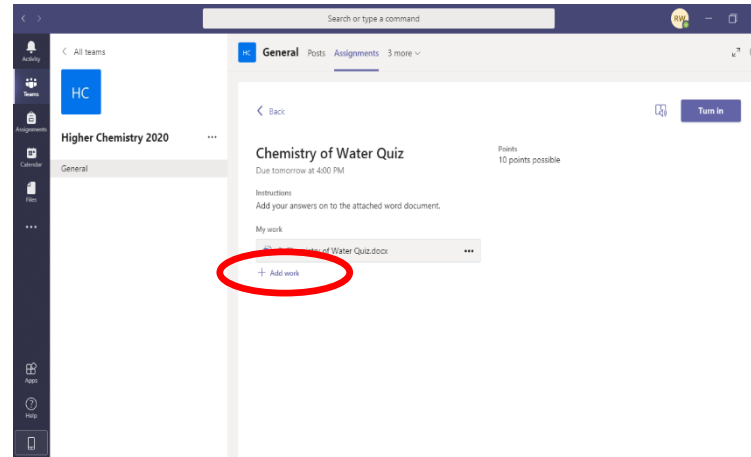 Search or type a command
RW
Activity
Teams
Assignments
Calendar
Files
Apps
Help
All teams
HC
Higher Chemistry 2020
General
HC General Posts Assignments 3 more
Back
Turn in
Chemistry of Water Quiz
Due tomorrow at 4:00 PM
Points
10 points possible
Instructions
Add your answers on to the attached word document.
My work
Chemistry of Water Quiz.docx
+ Add work